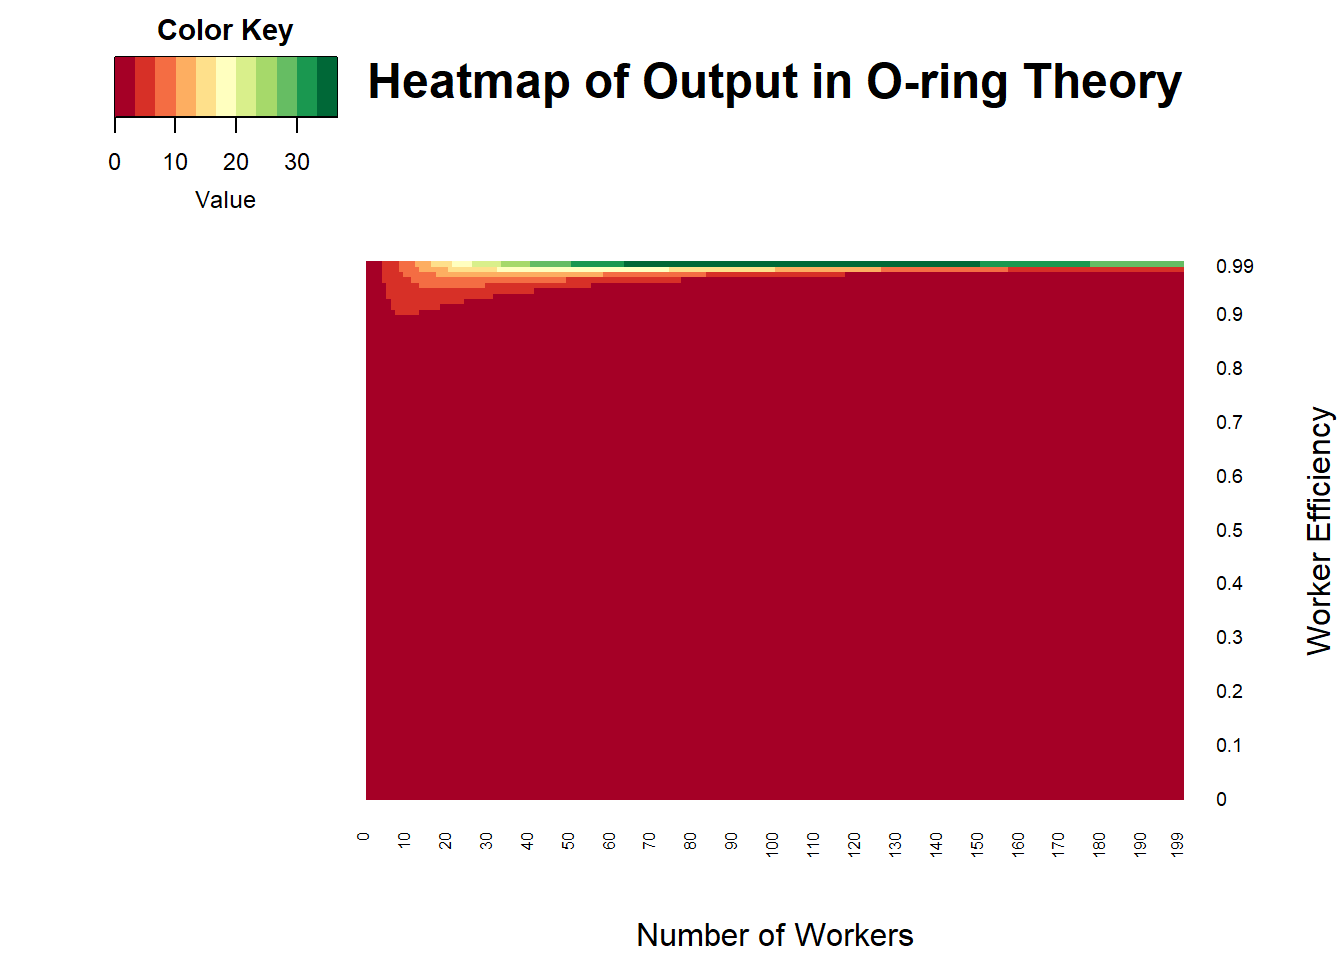 Color Key
Heatmap of Output in O-ring Theory
0 10 20 30
Value
0.99
0.9
0.8
0.7
0.6
0.5
0.4
0.3
0.2
0.1
0
Worker Efficiency
0 10 20 30 40 50 60 70 80 90 100 110 120 130 140 150 160 170 180 190 199
Number of Workers